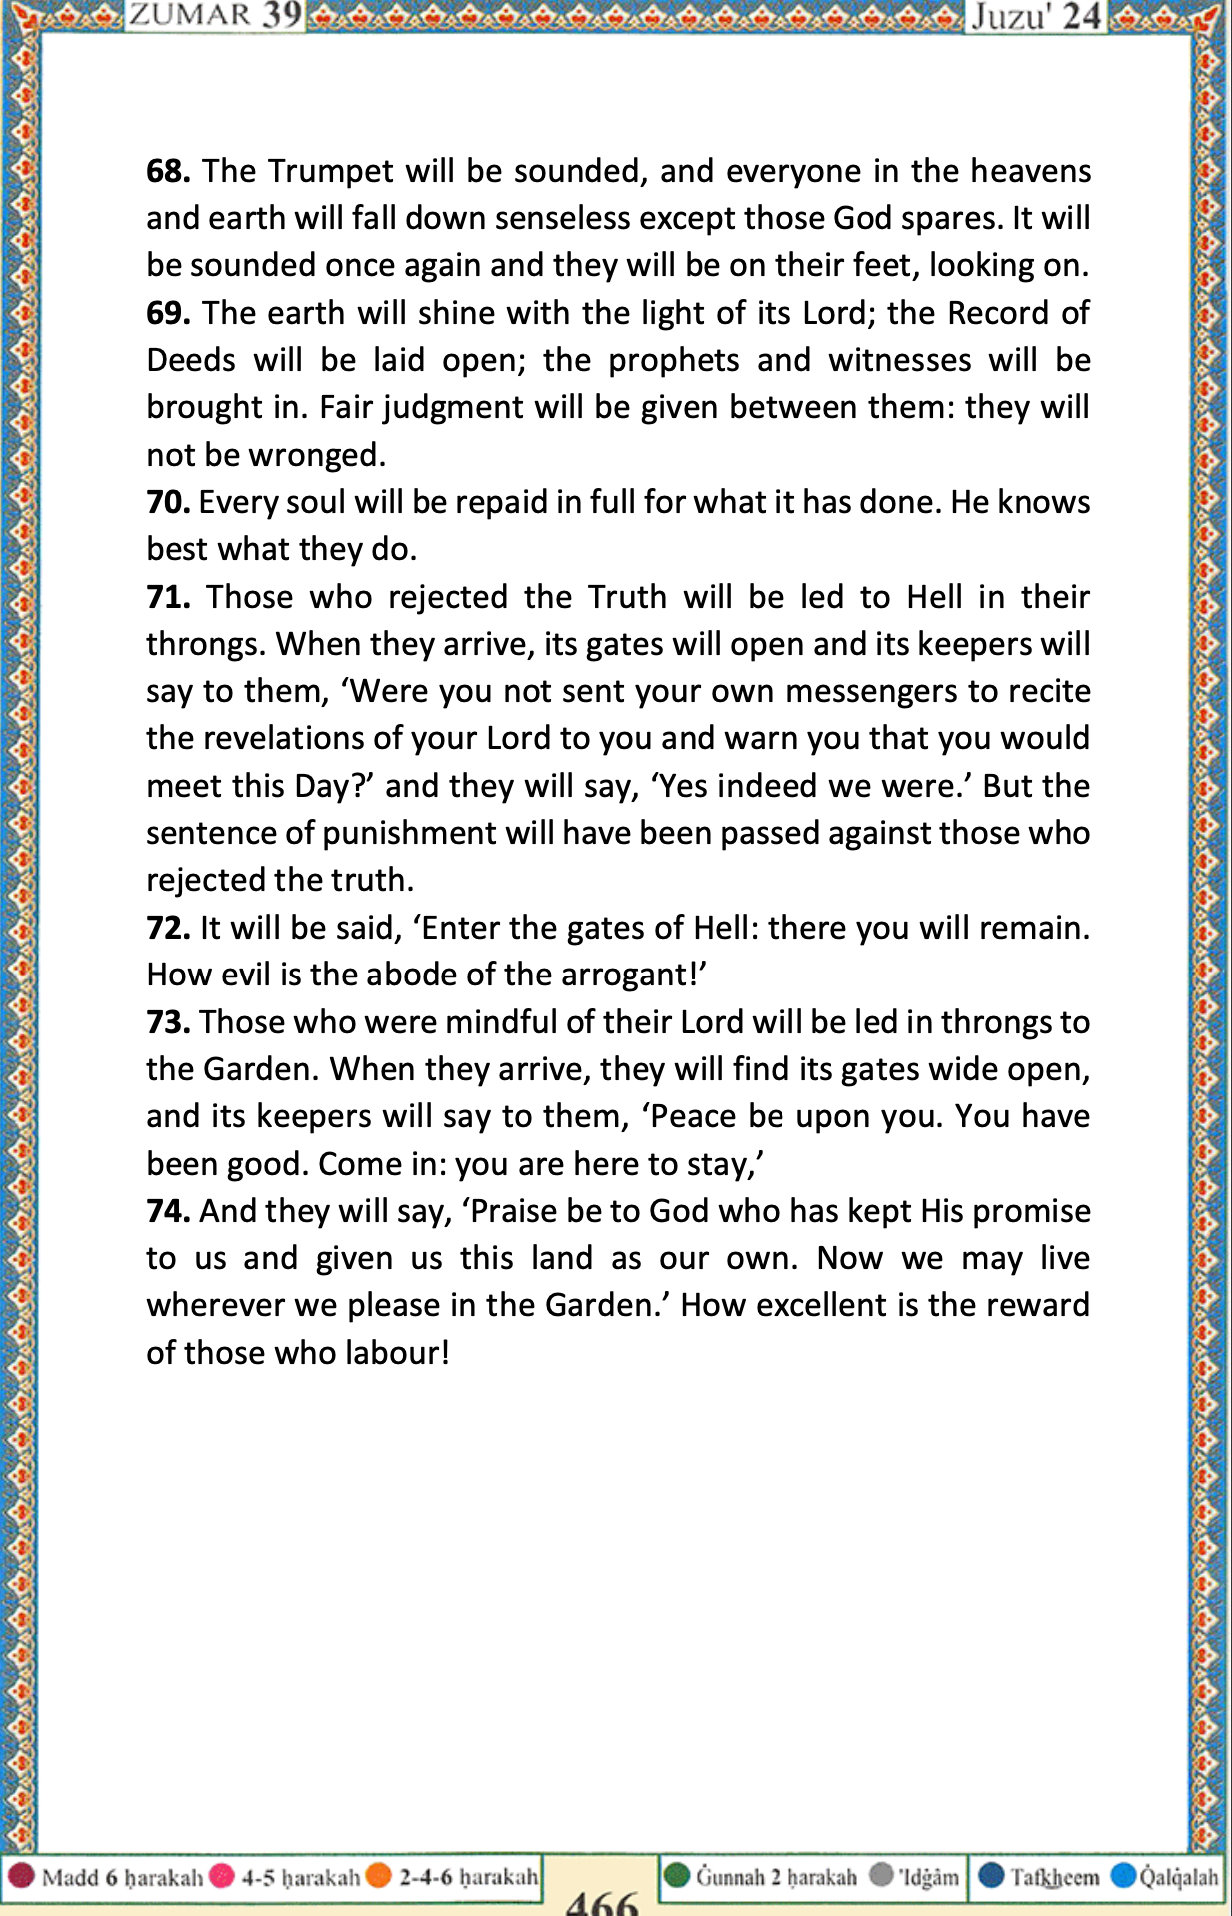 ZUMAR 39
Juzu' 24
68. The Trumpet will be sounded, and everyone in the heavens
and earth will fall down senseless except those God spares. It will
be sounded once again and they will be on their feet, looking on.
69. The earth will shine with the light of its Lord; the Record of
Deeds will be laid open; the prophets and witnesses will be
brought in. Fair judgment will be given between them: they will
not be wronged.
70. Every soul will be repaid in full for what it has done. He knows
best what they do.
71. Those who rejected the Truth will be led to Hell in their
throngs. When they arrive, its gates will open and its keepers will
say to them, ‘Were you not sent your own messengers to recite
the revelations of your Lord to you and warn you that you would
meet this Day?’ and they will say, ‘Yes indeed we were.’ But the
sentence of punishment will have been passed against those who
rejected the truth.
72. It will be said, ‘Enter the gates of Hell: there you will remain.
How evil is the abode of the arrogant!’
73. Those who were mindful of their Lord will be led in throngs to
the Garden. When they arrive, they will find its gates wide open,
and its keepers will say to them, ‘Peace be upon you. You have
been good. Come in: you are here to stay,’
74. And they will say, ‘Praise be to God who has kept His promise
to us and given us this land as our own. Now we may live
wherever we please in the Garden.’ How excellent is the reward
of those who labour!
Madd 6 ḥarakah 4-5 ḥarakah 2-4-6 ḥarakah
466
Ġunnah 2 ḥarakah 'Idġâm Tafkheem Qalqalah